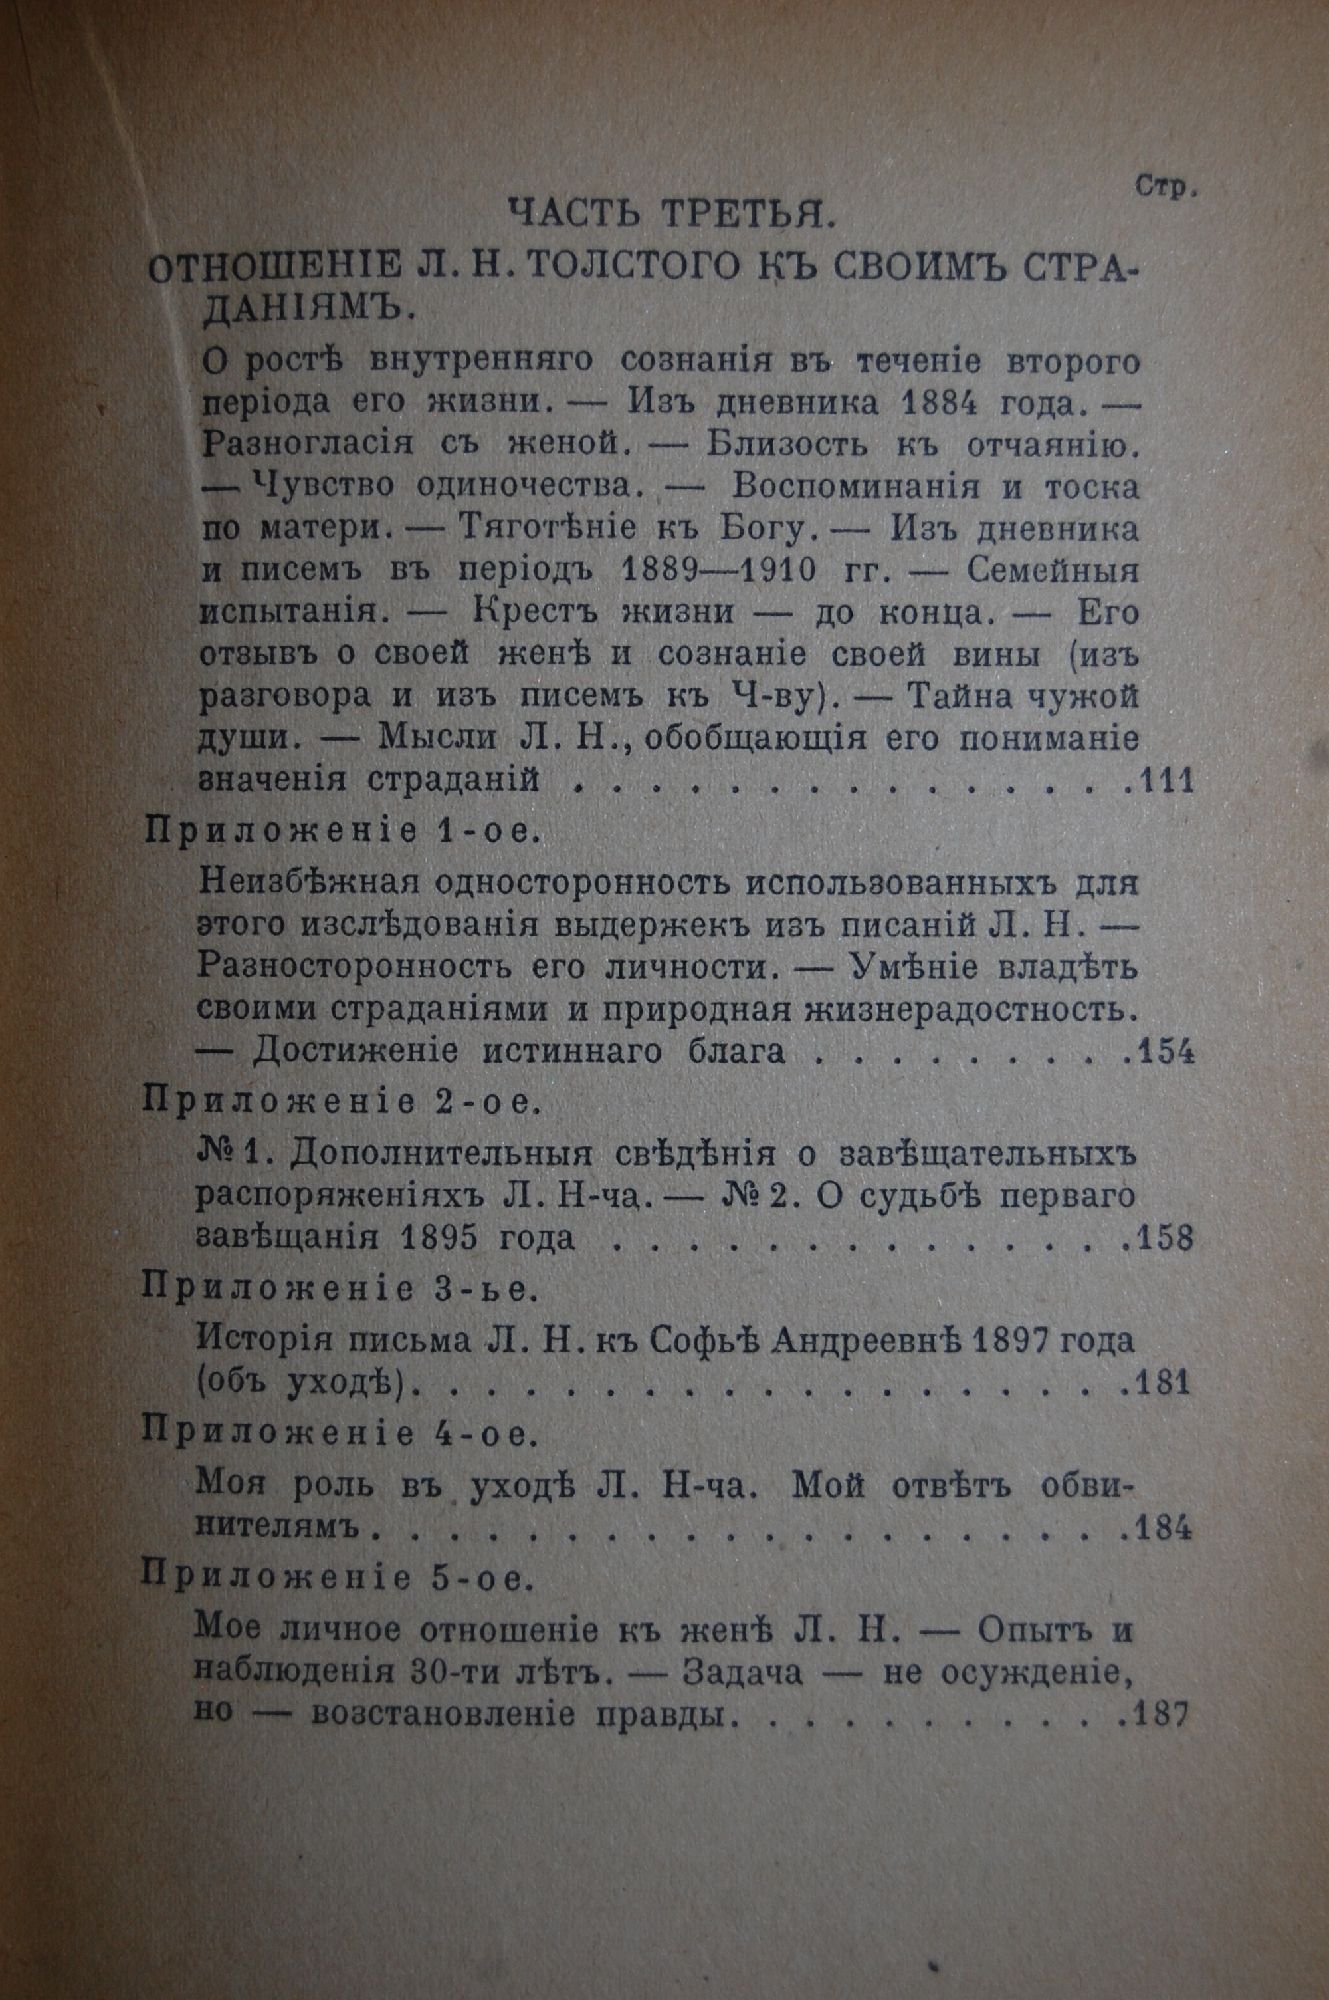 Стр.
ЧАСТЬ ТРЕТЬЯ.
ОТНОШЕНІЕ Л. Н. ТОЛСТОГО КЪ СВОИМЪ СТРА-
ДАНІЯМЪ.
О ростѣ внутренняго сознанія въ теченіе второго
періода его жизни. — Изъ дневника 1884 года. —
Разногласія съ женой. — Близость къ отчаянію.
— Чувство одиночества. — Воспоминанія и тоска
по матери. — Тяготѣніе къ Богу. — Изъ дневника
и писемъ въ періодъ 1889—1910 гг. — Семейныя
испытанія. — Крестъ жизни — до конца. — Его
отзывъ о своей женѣ и сознаніе своей вины (изъ
разговора и изъ писемъ къ Ч-ву). — Тайна чужой
души. — Мысли Л. Н., обобщающія его пониманіе
значенія страданій . . . . . . . . . . . . . . . 111
Приложеніе 1-ое.
Неизбѣжная односторонность использованныхъ для
этого изслѣдованія выдержекъ изъ писаній Л. Н. —
Разносторонность его личности. — Умѣніе владѣть
своими страданіями и природная жизнерадостность.
— Достиженіе истиннаго блага . . . . . . . . . 154
Приложеніе 2-ое.
№ 1. Дополнительныя свѣдѣнія о завѣщательныхъ
распоряженіяхъ Л. Н-ча. — № 2. О судьбѣ перваго
завѣщанія 1895 года . . . . . . . . . . . . . . 158
Приложеніе 3-ье.
Исторія письма Л. Н. къ Софьѣ Андреевнѣ 1897 года
(объ уходѣ). . . . . . . . . . . . . . . . . . . 181
Приложеніе 4-ое.
Моя роль въ уходѣ Л. Н-ча. Мой отвѣтъ обви-
нителямъ . . . . . . . . . . . . . . . . . . . . 184
Приложеніе 5-ое.
Мое личное отношеніе къ женѣ Л. Н. — Опытъ и
наблюденія 30-ти лѣтъ. — Задача — не осужденіе,
но — возстановленіе правды. . . . . . . . . . . 187